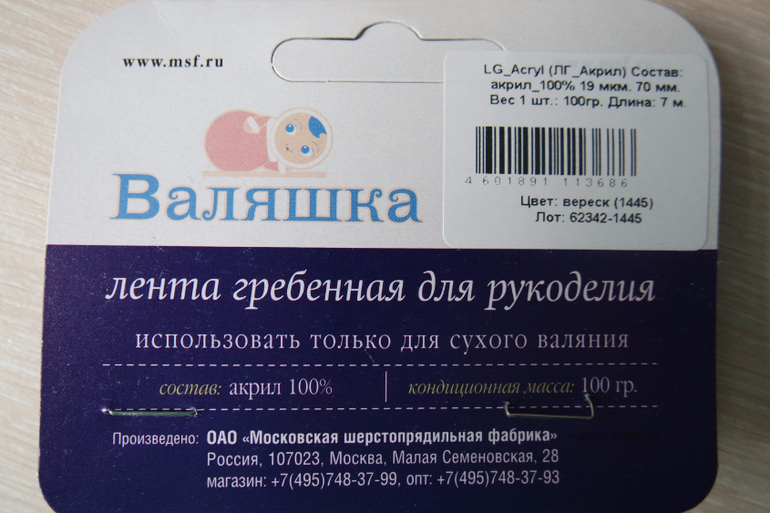 www.msf.ru
LG_Acryl (ЛГ_Акрил) Состав:
акрил_100% 19 мкм. 70 мм.
Вес 1 шт.: 100гр. Длина: 7 м.
4 601891 113686
Цвет: вереск (1445)
Лот: 62342-1445
Валяшка
лента гребенная для рукоделия
использовать только для сухого валяния
состав: акрил 100% кондиционная масса: 100 гр.
Произведено: ОАО «Московская шерстопрядильная фабрика»
Россия, 107023, Москва, Малая Семеновская, 28
магазин: +7(495)748-37-99, опт: +7(495)748-37-93